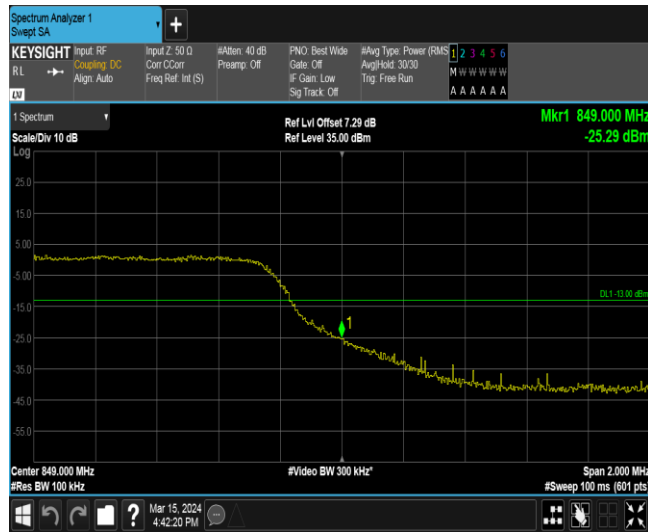 Spectrum Analyzer 1
Swept SA
+
KEYSIGHT
RL
LXI
Input: RF
Coupling: DC
Align: Auto
Input Z: 50 Ω
Corr CCorr
Freq Ref: Int (S)
#Atten: 40 dB
Preamp: Off
PNO: Best Wide
Gate: Off
IF Gain: Low
Sig Track: Off
#Avg Type: Power (RMS
Avg|Hold: 30/30
Trig: Free Run
1 2 3 4 5 6
M W W W W W
A A A A A A
1 Spectrum
Scale/Div 10 dB
Log
Ref Lvl Offset 7.29 dB
Ref Level 35.00 dBm
Mkr1 849.000 MHz
-25.29 dBm
25.0
15.0
5.00
-5.00
-15.0
-25.0
-35.0
-45.0
-55.0
DL1 -13.00 dBm
1
Center 849.000 MHz
#Res BW 100 kHz
#Video BW 300 kHz*
Span 2.000 MHz
#Sweep 100 ms (601 pts)
?
Mar 15, 2024
4:42:20 PM